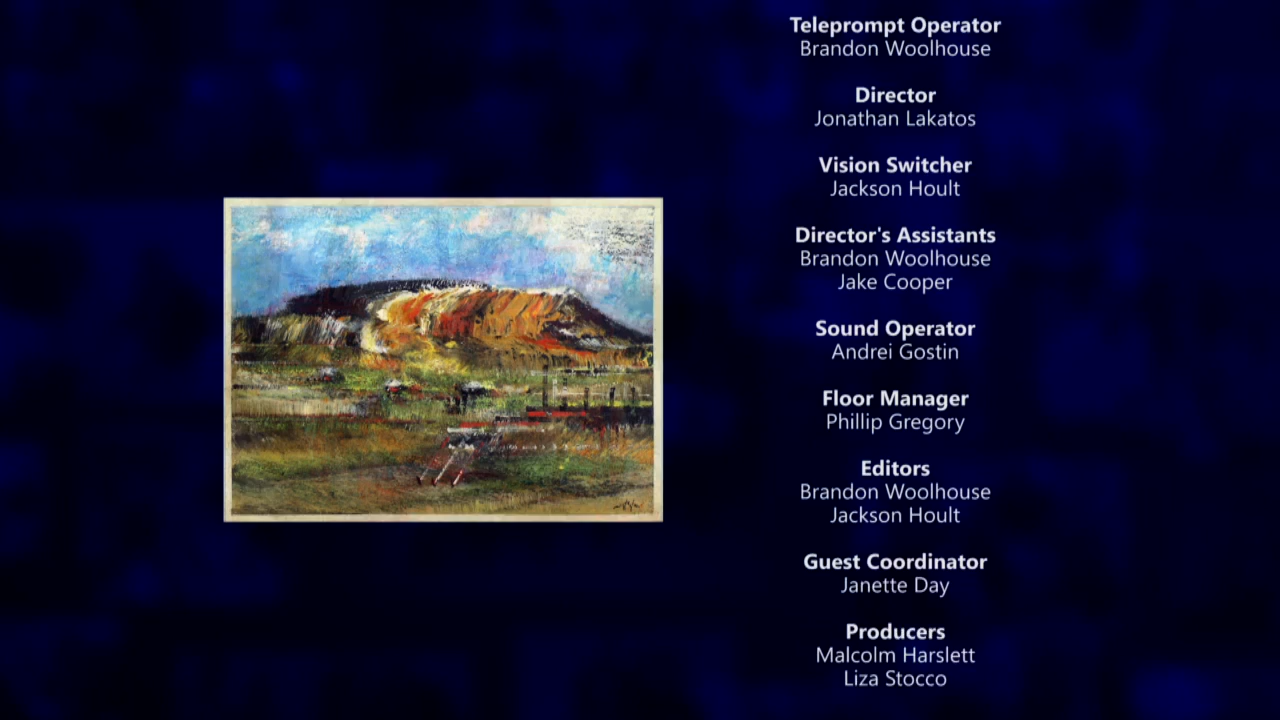 Teleprompt Operator
Brandon Woolhouse
Director
Jonathan Lakatos
Vision Switcher
Jackson Hoult
Director's Assistants
Brandon Woolhouse
Jake Cooper
Sound Operator
Andrei Gostin
Floor Manager
Phillip Gregory
Editors
Brandon Woolhouse
Jackson Hoult
Guest Coordinator
Janette Day
Producers
Malcolm Harslett
Liza Stocco